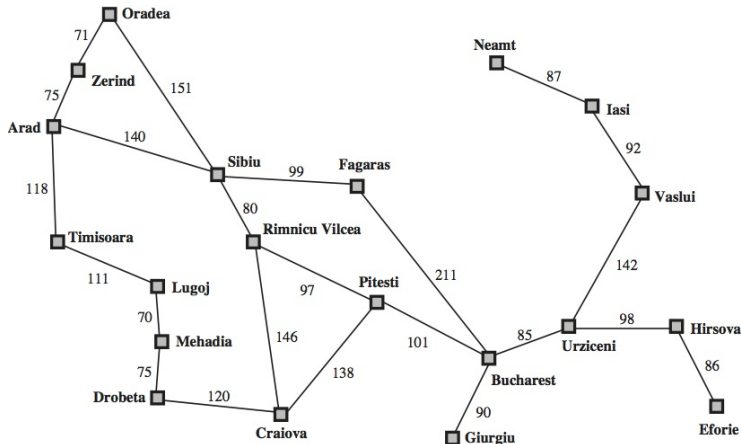 Oradea
71
Neamt
Zerind
87
151
75
Iasi
Arad
140
92
Sibiu
Fagaras
99
118
Vaslui
80
Rimnicu Vilcea
Timisoara
142
111
Lugoj
97
Pitesti
211
70
98
Hirsova
Mehadia
146
101
85
Urziceni
138
86
75
Bucharest
120
Drobeta
90
Eforie
Craiova
Giurgiu